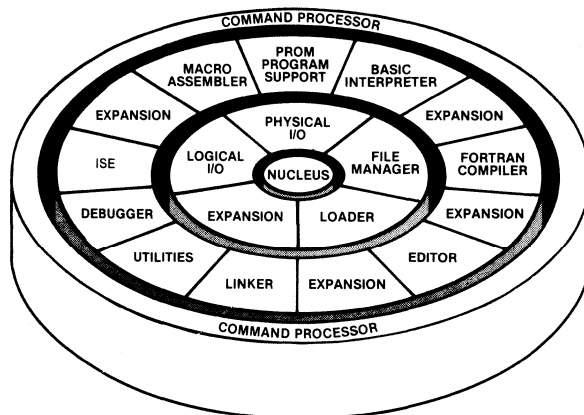 COMMAND PROCESSOR
MACRO
ASSEMBLER
PROM
PROGRAM
SUPPORT
BASIC
INTERPRETER
EXPANSION
PHYSICAL
I/O
EXPANSION
ISE
LOGICAL
I/O
NUCLEUS
FILE
MANAGER
FORTRAN
COMPILER
DEBUGGER
EXPANSION
LOADER
EXPANSION
UTILITIES
LINKER
EXPANSION
EDITOR
COMMAND PROCESSOR